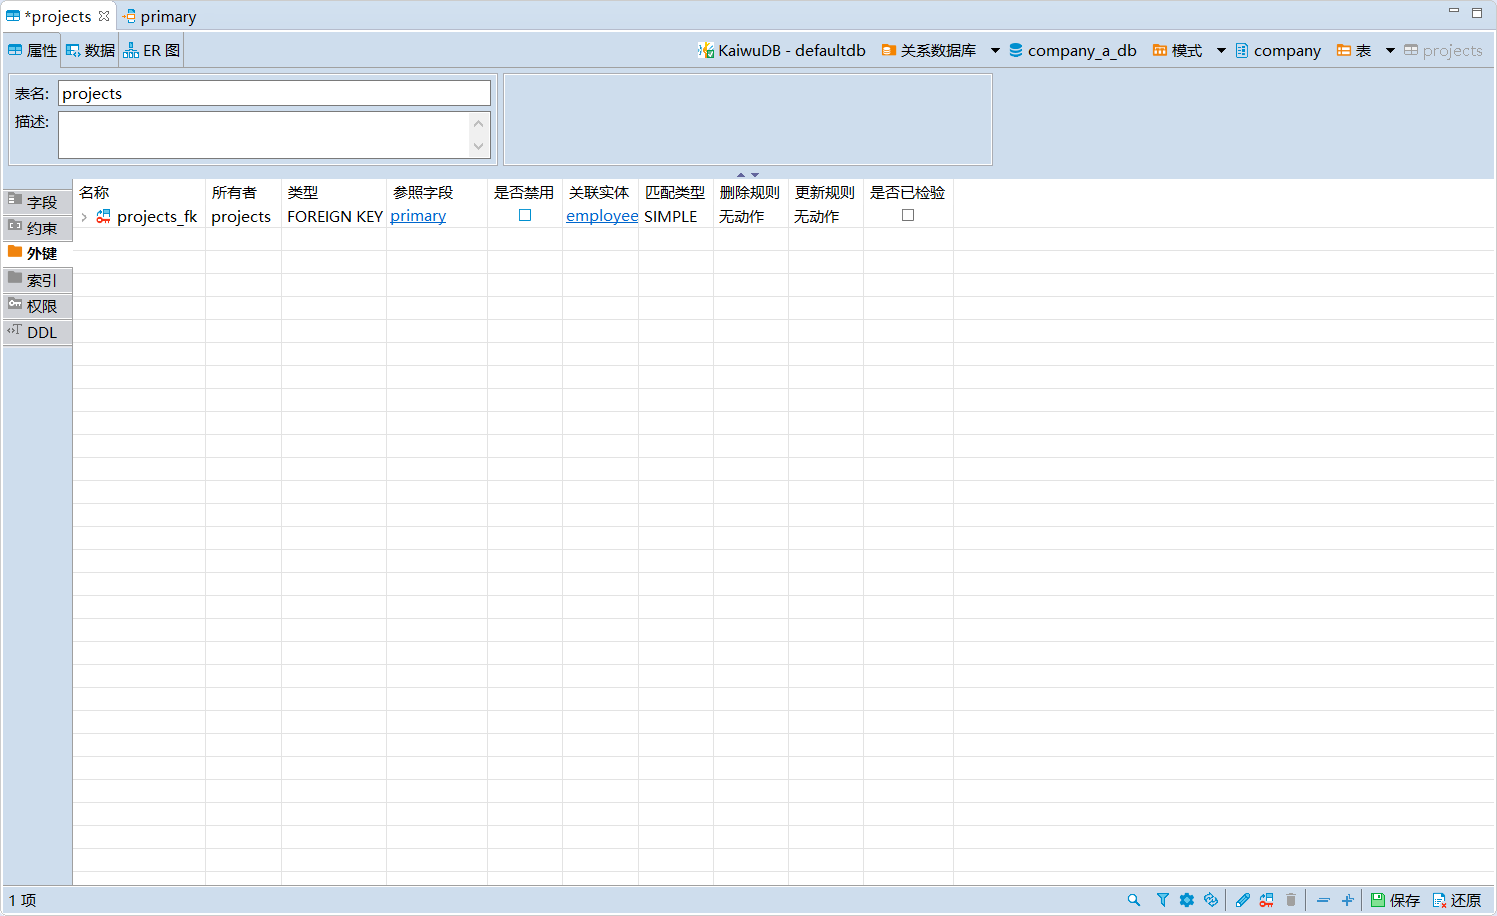 *projects
primary
属性 数据 ER 图
KaiwuDB - defaultdb 关系数据库 company_a_db 模式 company 表 projects
表名: projects
描述:
名称 所有者 类型 参照字段 是否禁用 关联实体 匹配类型 删除规则 更新规则 是否已检验
projects_fk projects FOREIGN KEY primary employee SIMPLE 无动作 无动作
字段
约束
外键
索引
权限
DDL
1 项
保存 还原